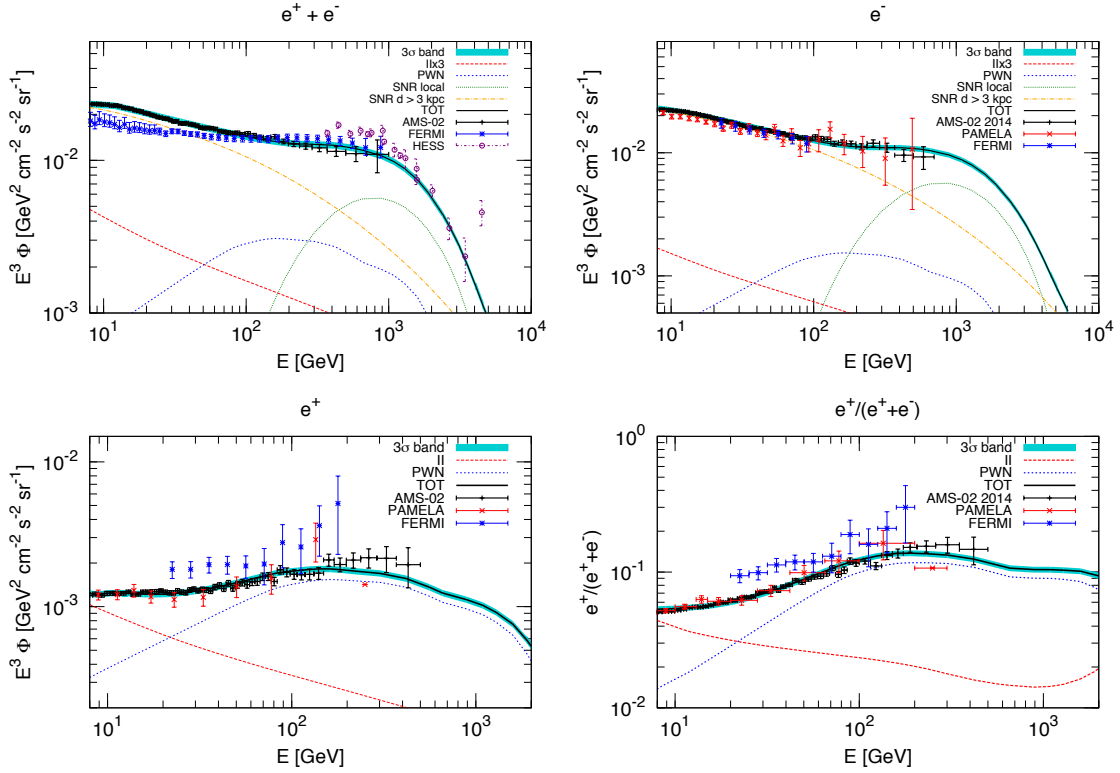 e⁺ + e⁻
E³ Φ [GeV² cm⁻² s⁻² sr⁻¹]
10⁻²
10⁻³
10¹ 10² 10³ 10⁴
E [GeV]
3σ band
IIx3
PWN
SNR local
SNR d > 3 kpc
TOT
AMS-02
FERMI
HESS
e⁻
E³ Φ [GeV² cm⁻² s⁻² sr⁻¹]
10⁻²
10⁻³
10¹ 10² 10³ 10⁴
E [GeV]
3σ band
IIx3
PWN
SNR local
SNR d > 3 kpc
TOT
AMS-02 2014
PAMELA
FERMI
e⁺
E³ Φ [GeV² cm⁻² s⁻² sr⁻¹]
10⁻²
10⁻³
10¹ 10² 10³
E [GeV]
3σ band
II
PWN
TOT
AMS-02
PAMELA
FERMI
e⁺/(e⁺+e⁻)
e⁺/(e⁺+e⁻)
10⁰
10⁻¹
10⁻²
10¹ 10² 10³
E [GeV]
3σ band
II
PWN
TOT
AMS-02 2014
PAMELA
FERMI